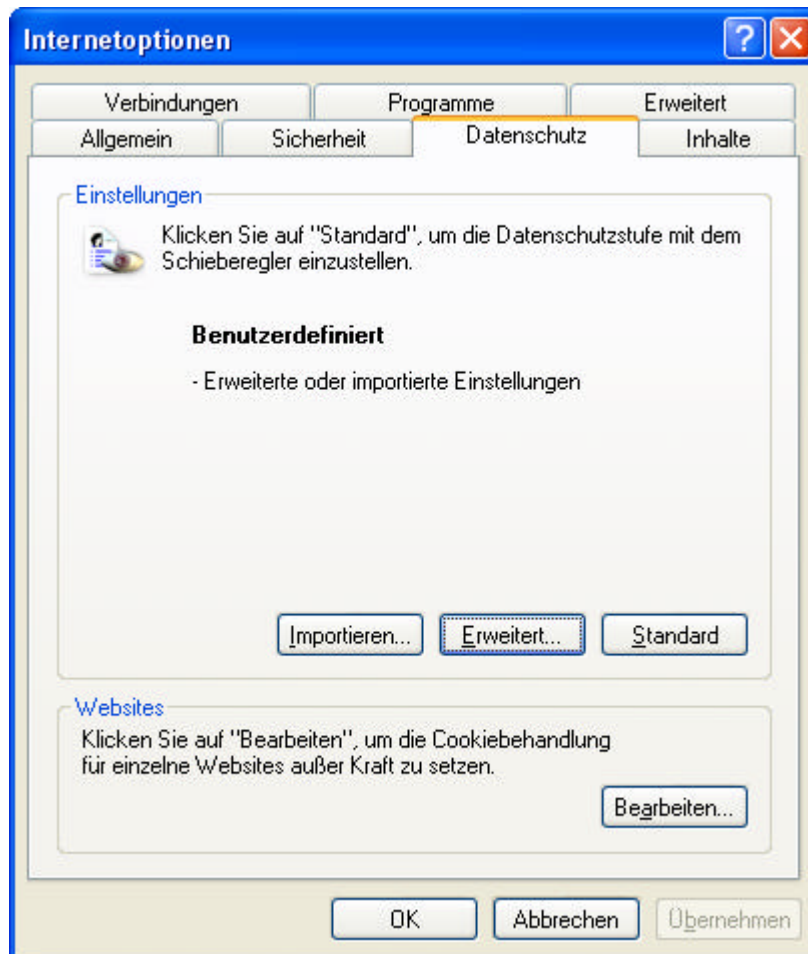 Internetoptionen
Verbindungen Programme Erweitert
Allgemein Sicherheit Datenschutz Inhalte
Einstellungen
Klicken Sie auf "Standard", um die Datenschutzstufe mit dem
Schieberegler einzustellen.
Benutzerdefiniert
- Erweiterte oder importierte Einstellungen
Importieren... Erweitert... Standard
Websites
Klicken Sie auf "Bearbeiten", um die Cookiebehandlung
für einzelne Websites außer Kraft zu setzen.
Bearbeiten...
OK Abbrechen Übernehmen